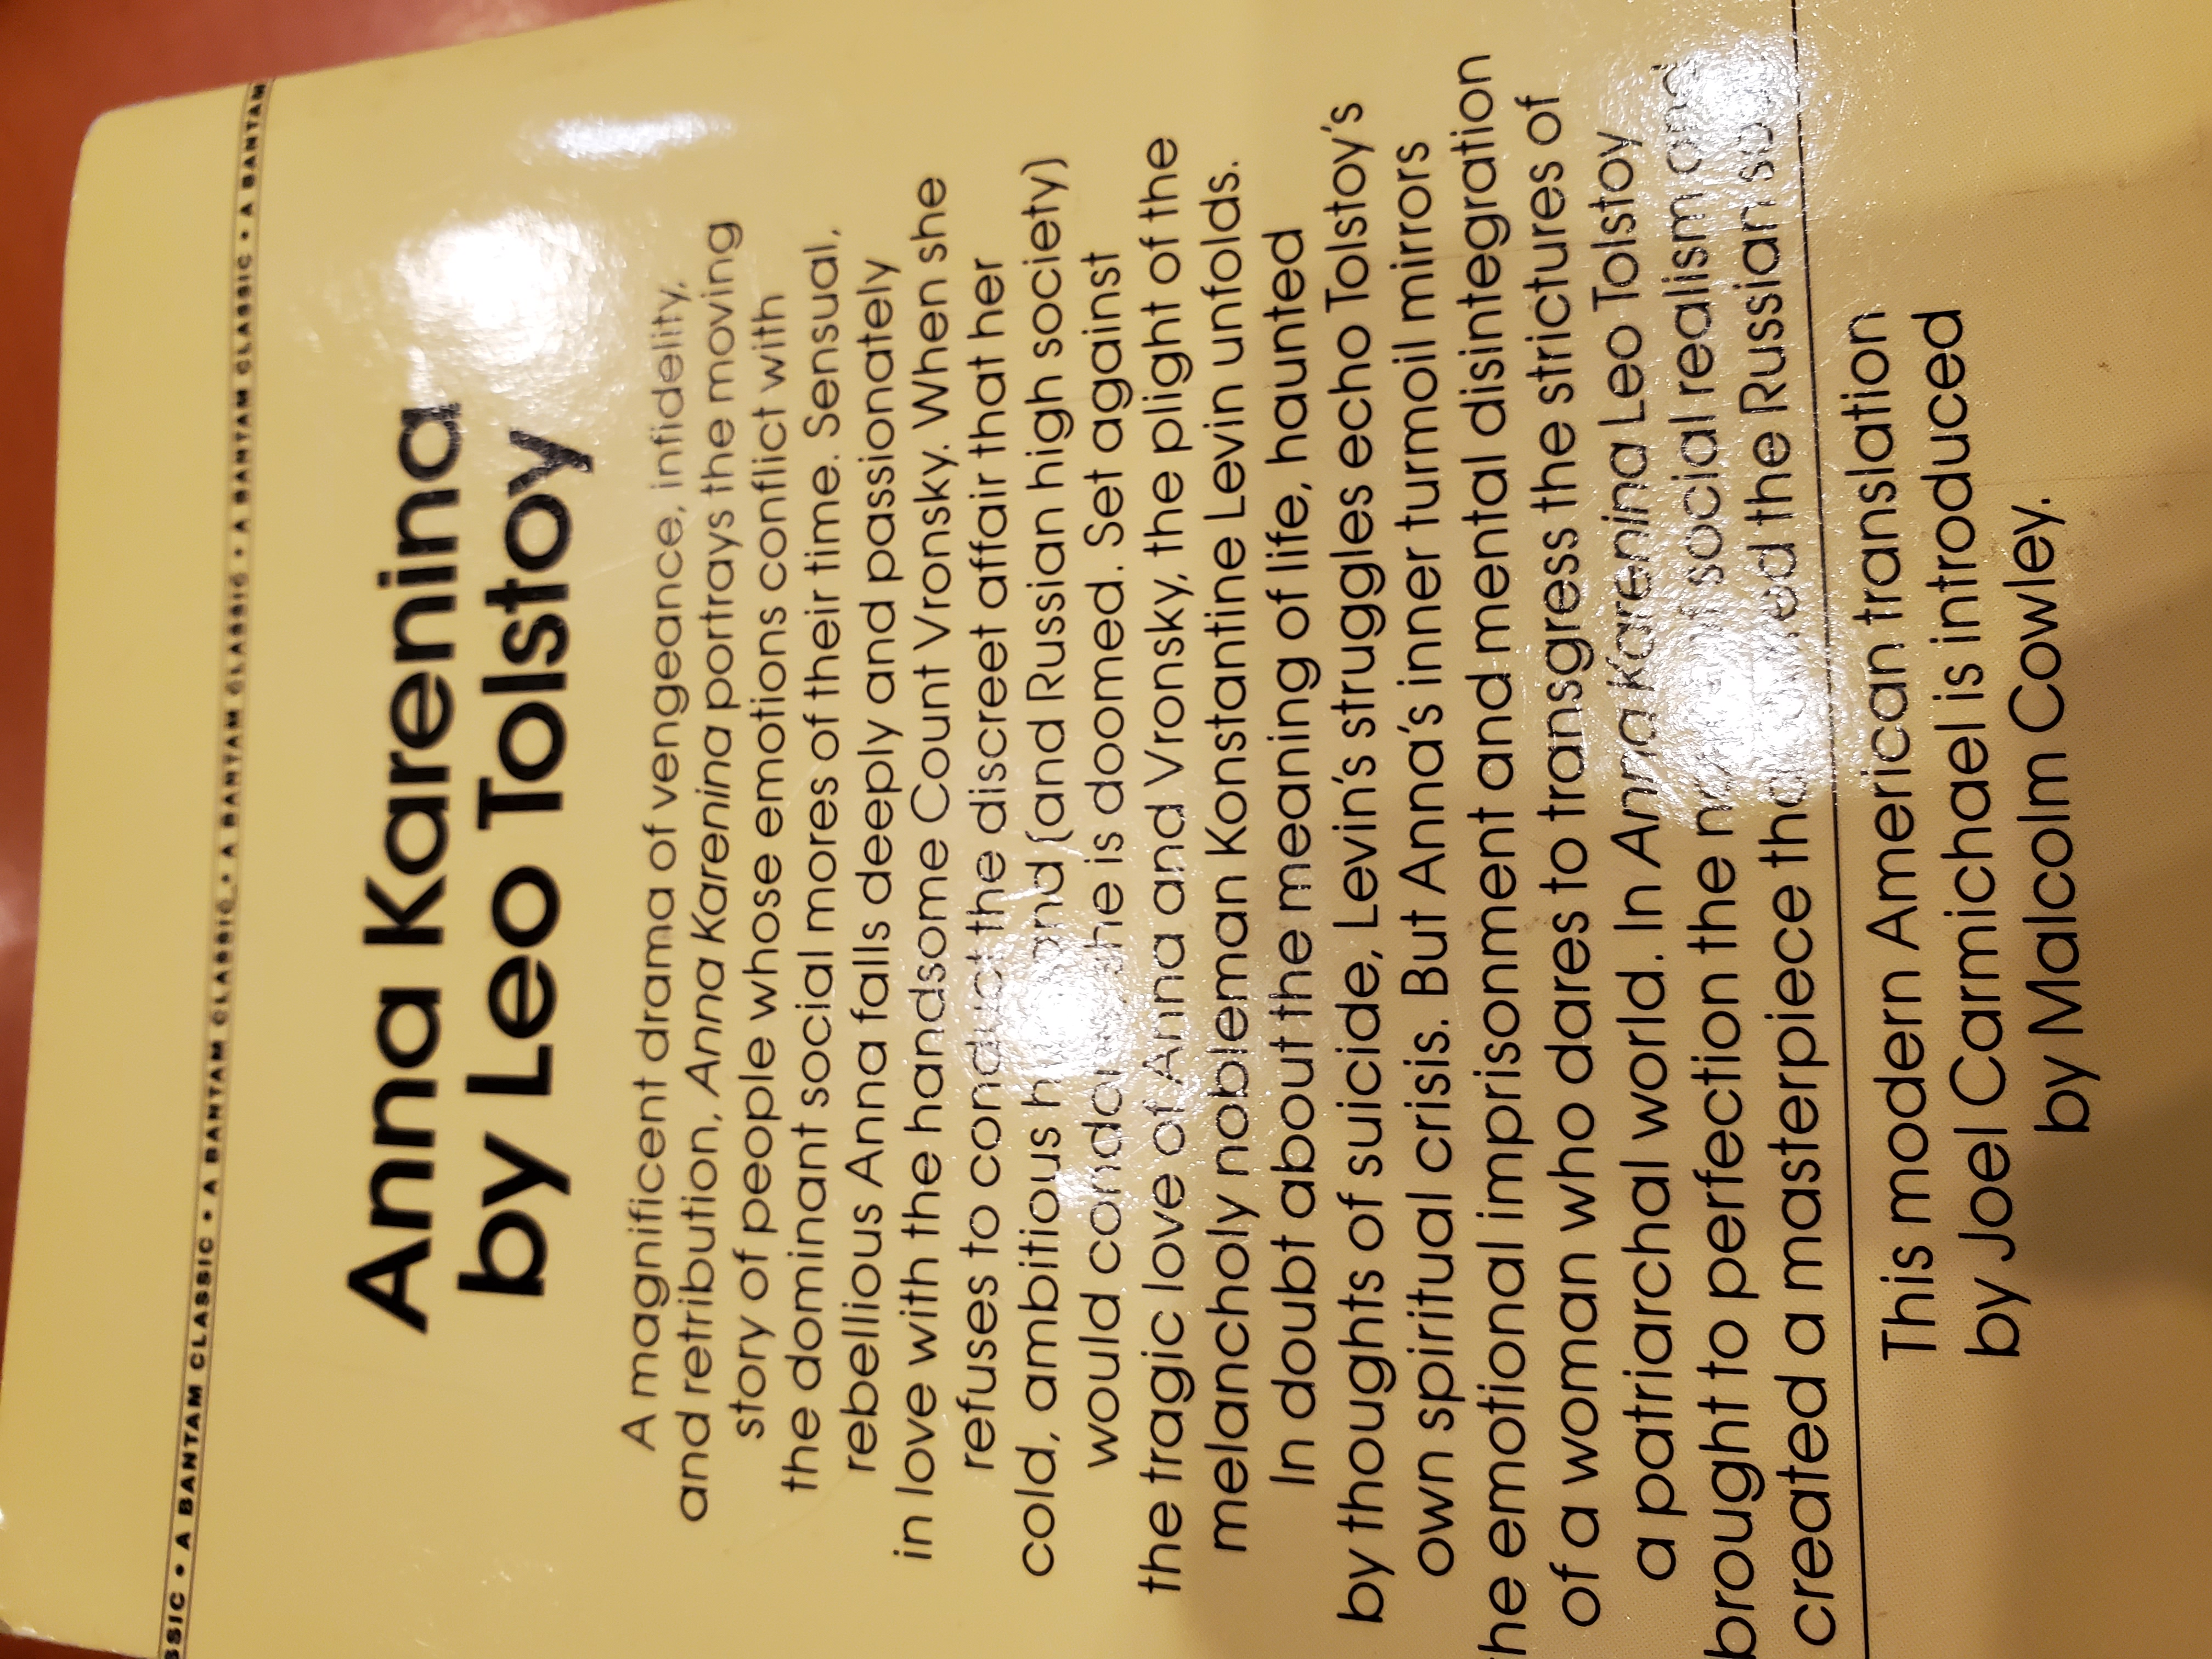 SSIC • A BANTAM CLASSIC • A BANTAM CLASSIC • A BANTAM CLASSIC • A BANTAM CLASSIC • A BANTAM CLASSIC • A BANTAM
Anna Karenina
by Leo Tolstoy
A magnificent drama of vengeance, infidelity,
and retribution, Anna Karenina portrays the moving
story of people whose emotions conflict with
the dominant social mores of their time. Sensual,
rebellious Anna falls deeply and passionately
in love with the handsome Count Vronsky. When she
refuses to conduct the discreet affair that her
cold, ambitious (and Russian high society)
would she is doomed. Set against
the tragic love of Anna and Vronsky, the plight of the
melancholy nobleman Konstantine Levin unfolds.
In doubt about the meaning of life, haunted
by thoughts of suicide, Levin's struggles echo Tolstoy's
own spiritual crisis. But Anna's inner turmoil mirrors
he emotional imprisonment and mental disintegration
of a woman who dares to transgress the strictures of
a patriarchal world. In Anna Karenina Leo Tolstoy
brought to perfection the social realism and
created a masterpiece the Russian
This modern American translation
by Joel Carmichael is introduced
by Malcolm Cowley.